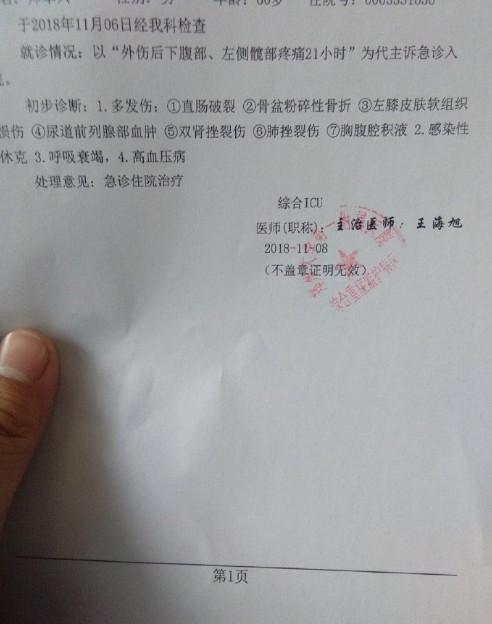 于2018年11月06日经我科检查
就诊情况：以“外伤后下腹部、左侧髋部疼痛21小时”为代主诉急诊入
院。
初步诊断：1.多发伤：①直肠破裂 ②骨盆粉碎性骨折 ③左膝皮肤软组织
损伤 ④尿道前列腺部血肿 ⑤双肾挫裂伤 ⑥肺挫裂伤 ⑦胸腹腔积液 2.感染性
休克 3.呼吸衰竭，4.高血压病
处理意见：急诊住院治疗
综合ICU
医师(职称)：主治医师：王海旭
2018-11-08
（不盖章证明无效）
第1页